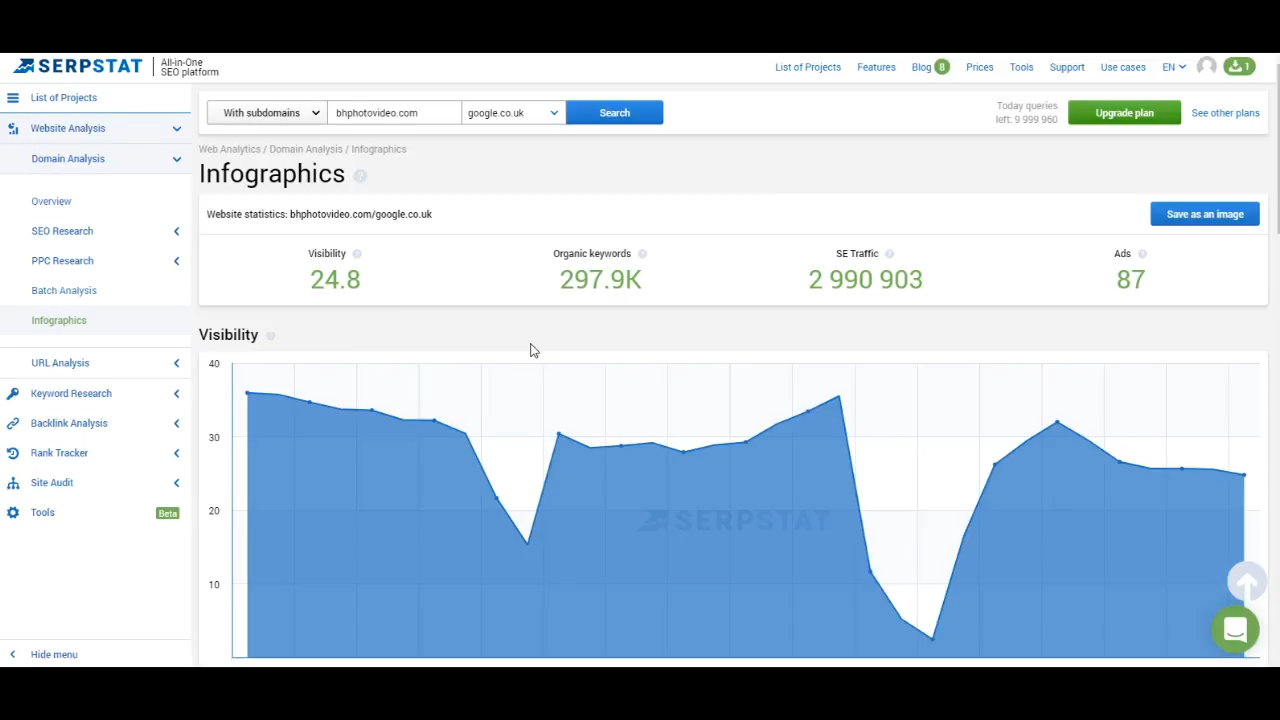 SERPSTAT
All-in-One
SEO platform
List of Projects
Features
Blog 8
Prices
Tools
Support
Use cases
EN
1
List of Projects
Website Analysis
Domain Analysis
Overview
SEO Research
PPC Research
Batch Analysis
Infographics
URL Analysis
Keyword Research
Backlink Analysis
Rank Tracker
Site Audit
Tools
Beta
Hide menu
With subdomains
bhphotovideo.com
google.co.uk
Search
Today queries
left: 9 999 960
Upgrade plan
See other plans
Web Analytics / Domain Analysis / Infographics
Infographics ?
Website statistics: bhphotovideo.com/google.co.uk
Save as an image
Visibility ?
24.8
Organic keywords ?
297.9K
SE Traffic ?
2 990 903
Ads ?
87
Visibility ?
40
30
20
10
SERPSTAT